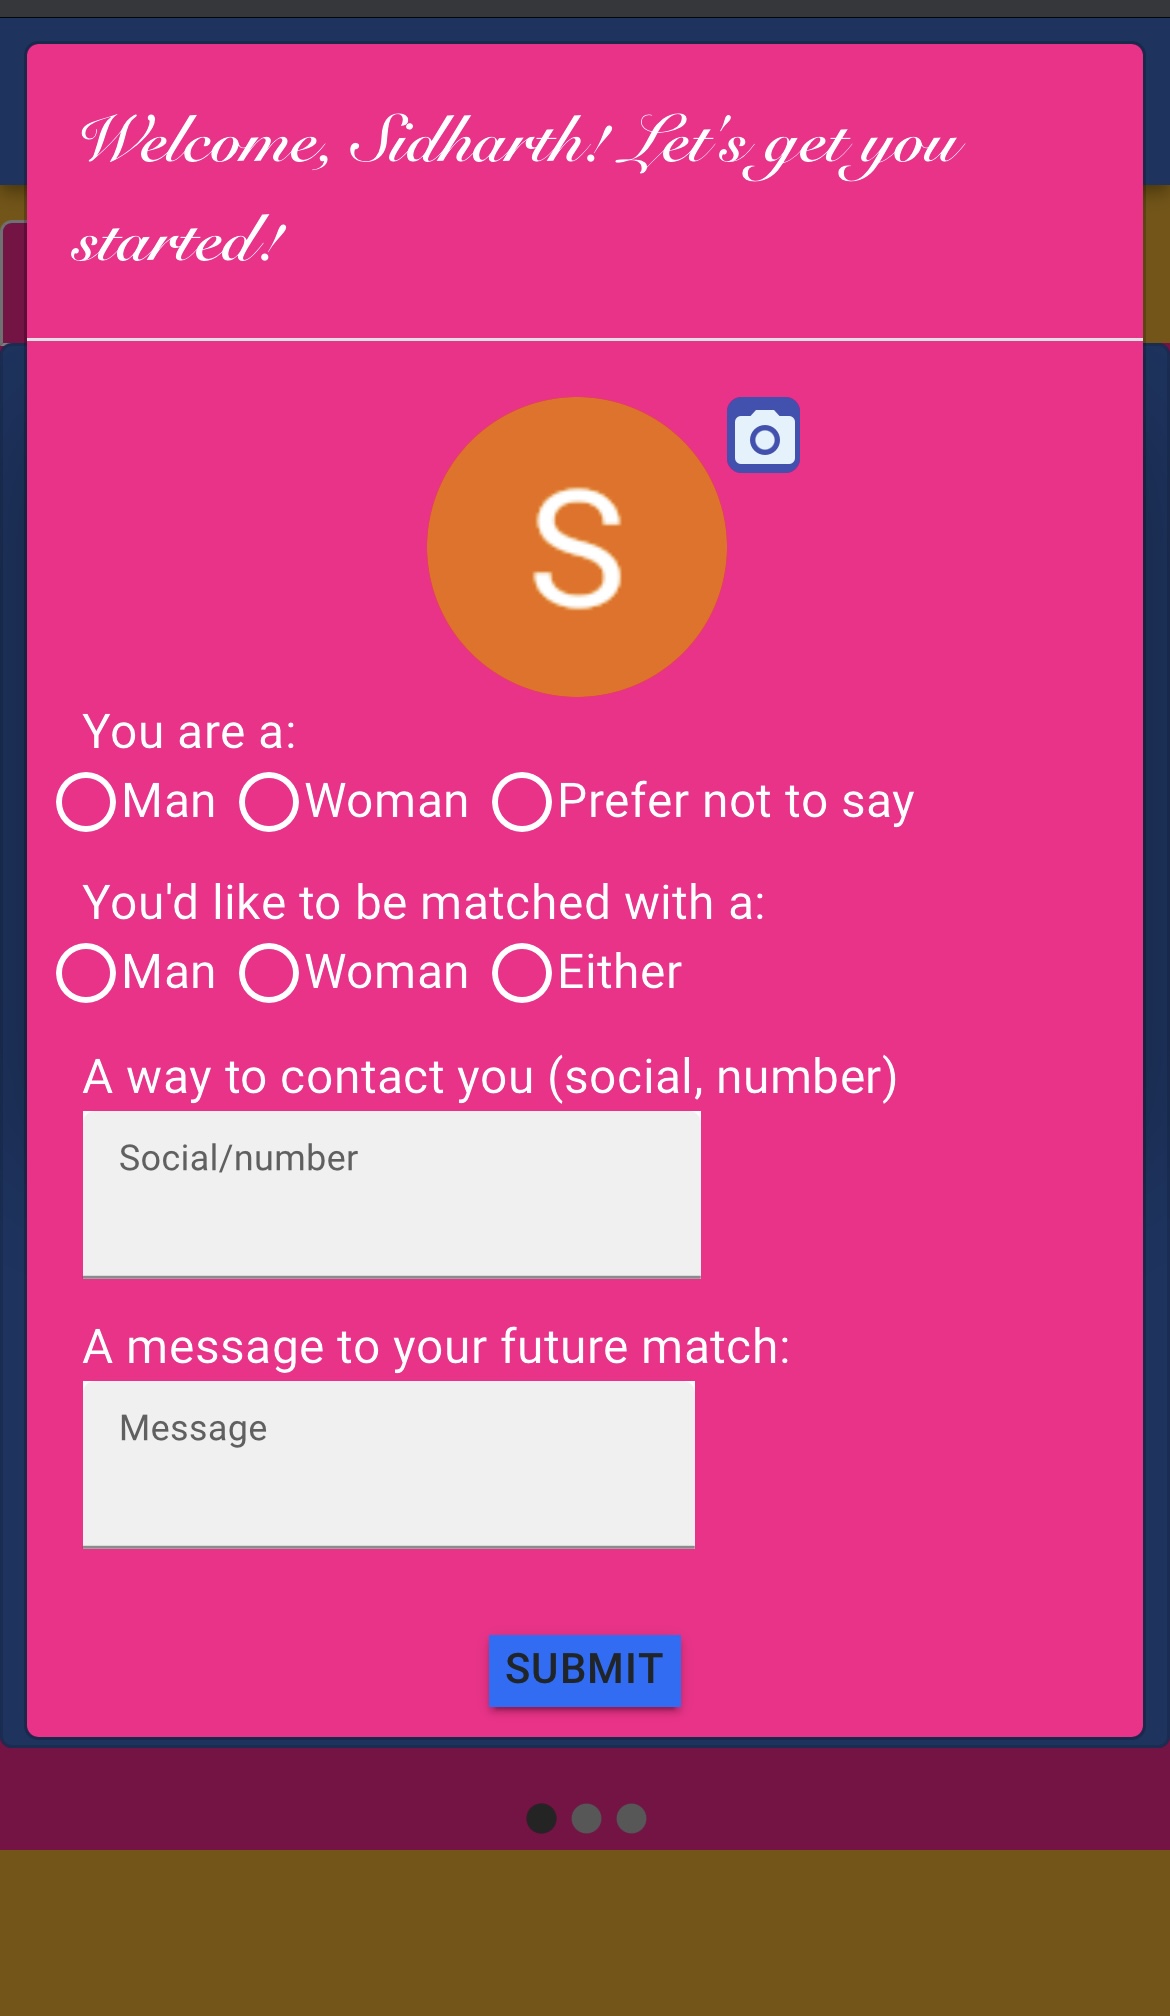 Welcome, Sidharth! Let's get you
started!
S
You are a:
Man Woman Prefer not to say
You'd like to be matched with a:
Man Woman Either
A way to contact you (social, number)
Social/number
A message to your future match:
Message
SUBMIT